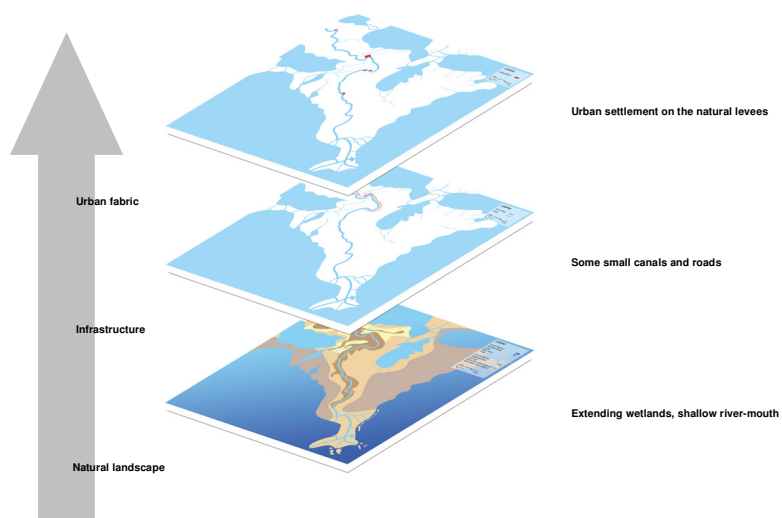 Urban settlement on the natural levees
Urban fabric
Some small canals and roads
Infrastructure
Extending wetlands, shallow river-mouth
Natural landscape